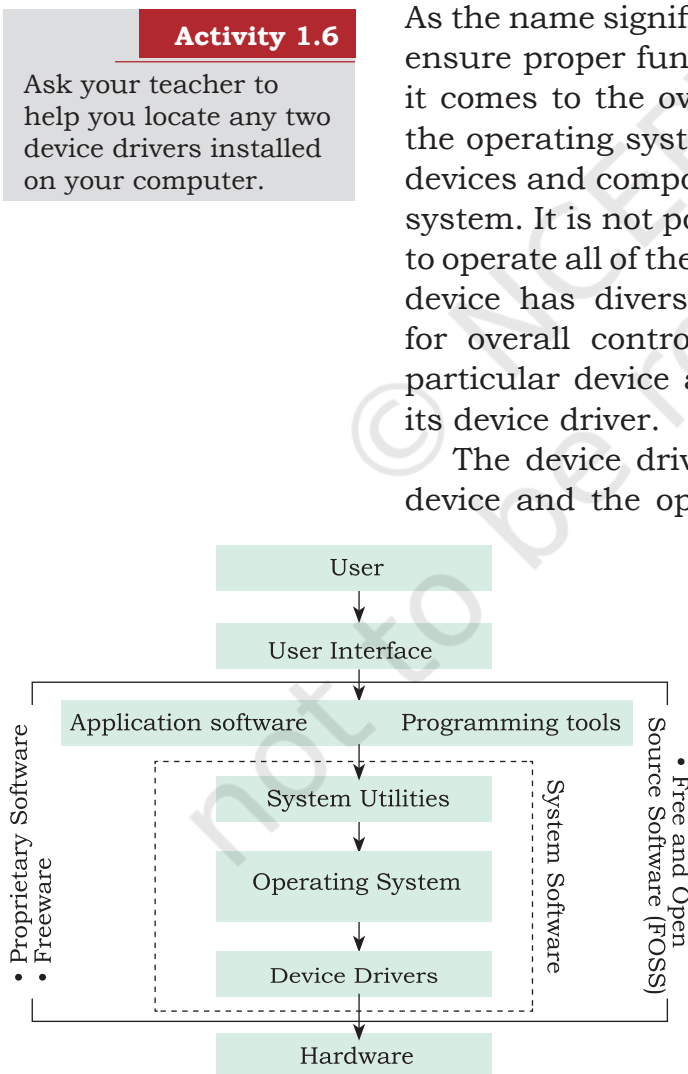 Activity 1.6
Ask your teacher to
help you locate any two
device drivers installed
on your computer.
As the name signif
ensure proper fun
it comes to the ov
the operating syst
devices and compo
system. It is not po
to operate all of the
device has divers
for overall contro
particular device a
its device driver.
The device driv
device and the op
User
User Interface
Application software
Programming tools
System Utilities
Operating System
Device Drivers
System Software
• Proprietary Software
• Freeware
• Free and Open
Source Software (FOSS)
Hardware
not to be re